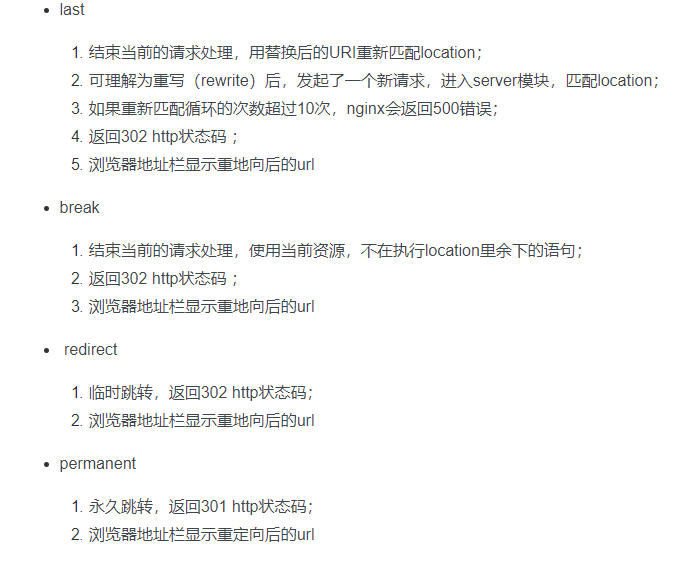 last
1. 结束当前的请求处理，用替换后的URI重新匹配location；
2. 可理解为重写（rewrite）后，发起了一个新请求，进入server模块，匹配location；
3. 如果重新匹配循环的次数超过10次，nginx会返回500错误；
4. 返回302 http状态码 ；
5. 浏览器地址栏显示重地向后的url
break
1. 结束当前的请求处理，使用当前资源，不在执行location里余下的语句；
2. 返回302 http状态码 ；
3. 浏览器地址栏显示重地向后的url
redirect
1. 临时跳转，返回302 http状态码；
2. 浏览器地址栏显示重地向后的url
permanent
1. 永久跳转，返回301 http状态码；
2. 浏览器地址栏显示重定向后的url